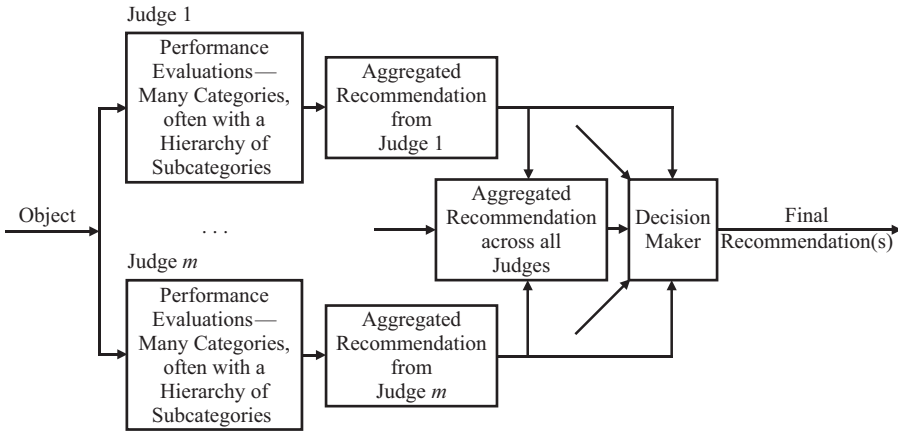 Judge 1
Performance
Evaluations—
Many Categories,
often with a
Hierarchy of
Subcategories
Aggregated
Recommendation
from
Judge 1
Object
. . .
Aggregated
Recommendation
across all
Judges
Decision
Maker
Final
Recommendation(s)
Judge m
Performance
Evaluations—
Many Categories,
often with a
Hierarchy of
Subcategories
Aggregated
Recommendation
from
Judge m